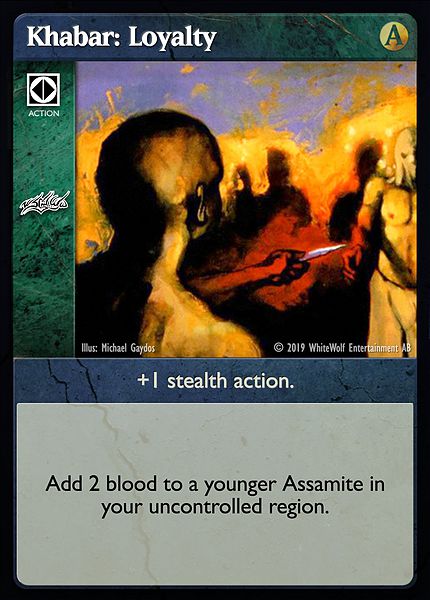 Khabar: Loyalty
A
ACTION
Illus: Michael Gaydos
© 2019 WhiteWolf Entertainment AB
+1 stealth action.
Add 2 blood to a younger Assamite in
your uncontrolled region.